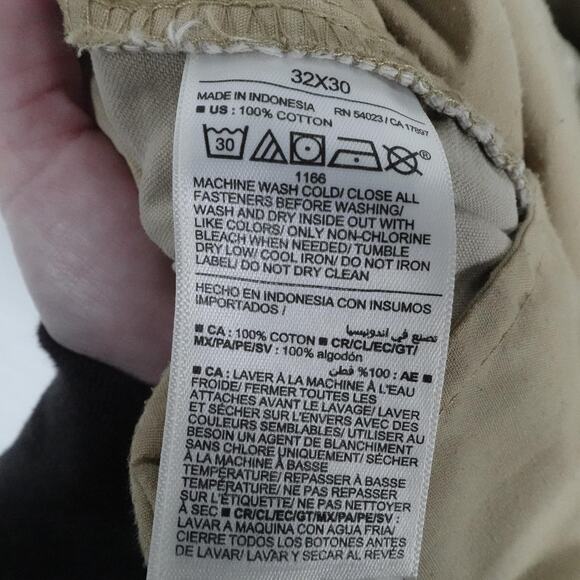 32X30
MADE IN INDONESIA RN 54023 / CA 17897
■ US : 100% COTTON
30
1166
MACHINE WASH COLD/ CLOSE ALL
FASTENERS BEFORE WASHING/
WASH AND DRY INSIDE OUT WITH
LIKE COLORS/ ONLY NON-CHLORINE
BLEACH WHEN NEEDED/ TUMBLE
DRY LOW/ COOL IRON/ DO NOT IRON
LABEL/ DO NOT DRY CLEAN
HECHO EN INDONESIA CON INSUMOS
IMPORTADOS /
تصنع في اندونيسيا
■ CA : 100% COTTON ■ CR/CL/EC/GT/
MX/PA/PE/SV : 100% algodón
■ AE : 100% قطن
■ CA : LAVER À LA MACHINE À L'EAU
FROIDE/ FERMER TOUTES LES
ATTACHES AVANT LE LAVAGE/ LAVER
ET SÉCHER SUR L'ENVERS AVEC DES
COULEURS SEMBLABLES/ UTILISER AU
BESOIN UN AGENT DE BLANCHIMENT
SANS CHLORE UNIQUEMENT/ SÉCHER
À LA MACHINE À BASSE
TEMPÉRATURE/ REPASSER À BASSE
TEMPÉRATURE/ NE PAS REPASSER
SUR L'ÉTIQUETTE/ NE PAS NETTOYER
À SEC ■ CR/CL/EC/GT/MX/PA/PE/SV :
LAVAR A MAQUINA CON AGUA FRIA/
CIERRE TODOS LOS BOTONES ANTES
DE LAVAR/ LAVAR Y SECAR AL REVÉS